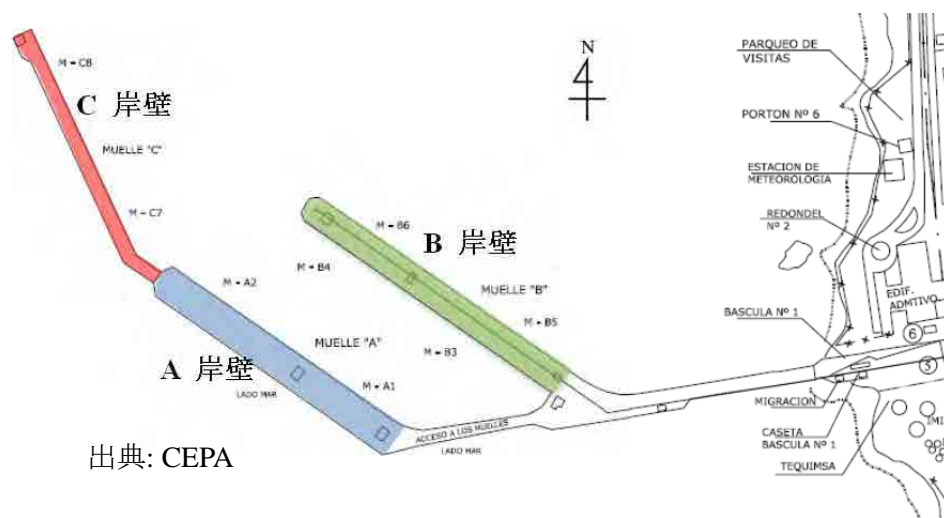 M - C8
C 岸壁
MUELLE "C"
M - C7
N
PARQUEO DE
VISITAS
PORTON Nº 6
ESTACION DE
METEOROLOGIA
REDONDEL
Nº 2
M - B6
B 岸壁
M - B4
MUELLE "B"
M - B5
M - B3
M - A2
MUELLE "A"
A 岸壁
LADO MAR
M - A1
EDIF.
ADMTIVO
BASCULA Nº 1
6
5
ACCESO A LOS MUELLES
LADO MAR
MIGRACION
CASETA
BASCULA Nº 1
TEQUIMSA
IMI
出典: CEPA